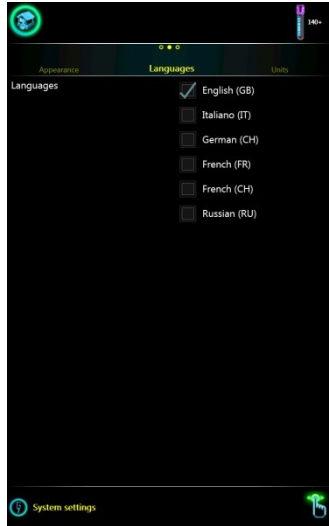 140+
Appearance
Languages
Units
Languages
English (GB)
Italiano (IT)
German (CH)
French (FR)
French (CH)
Russian (RU)
System settings